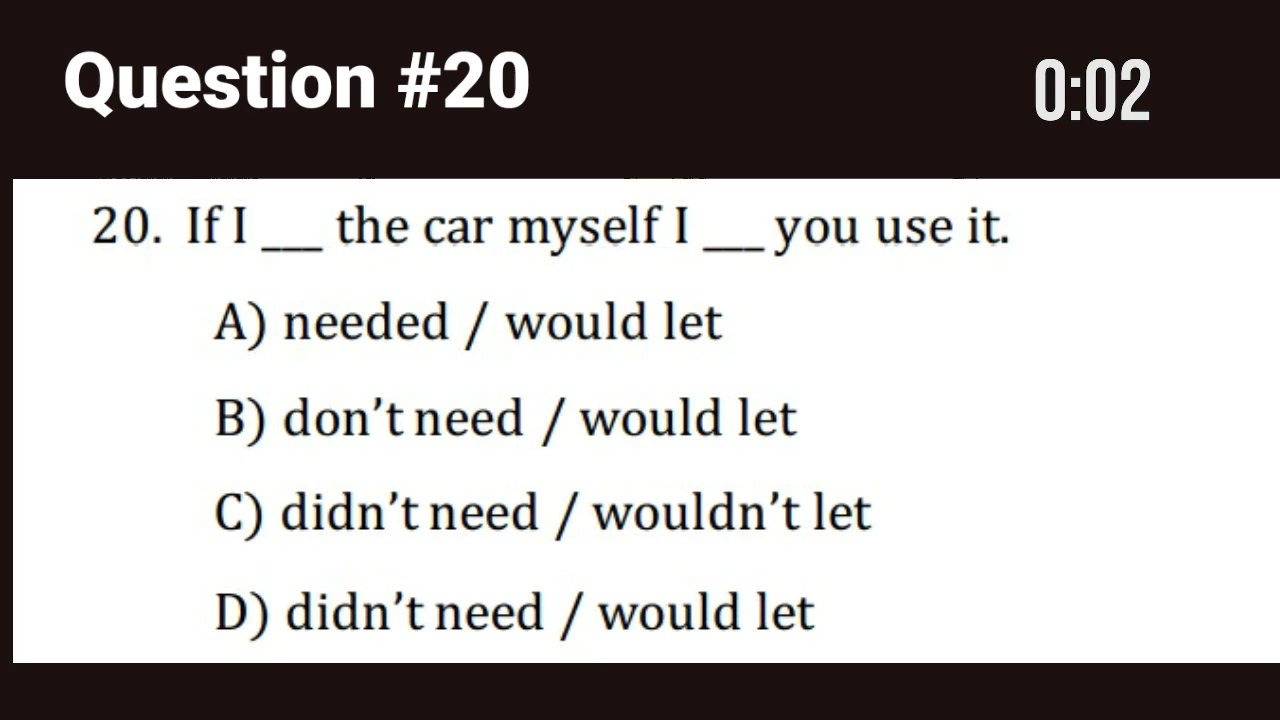 Question #20
0:02
20. If I ___ the car myself I ___ you use it.
A) needed / would let
B) don’t need / would let
C) didn’t need / wouldn’t let
D) didn’t need / would let